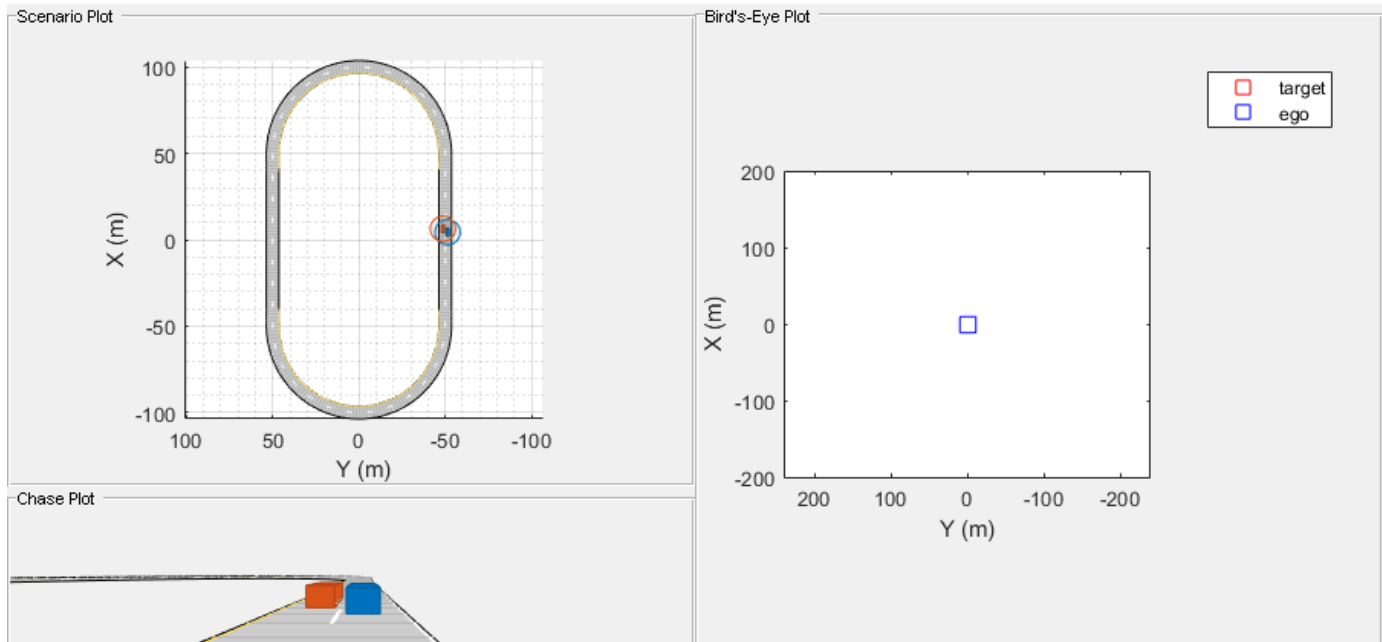 Scenario Plot
100
50
0
-50
-100
X (m)
100 50 0 -50 -100
Y (m)
Chase Plot
Bird's-Eye Plot
target
ego
200
100
0
-100
-200
X (m)
200 100 0 -100 -200
Y (m)